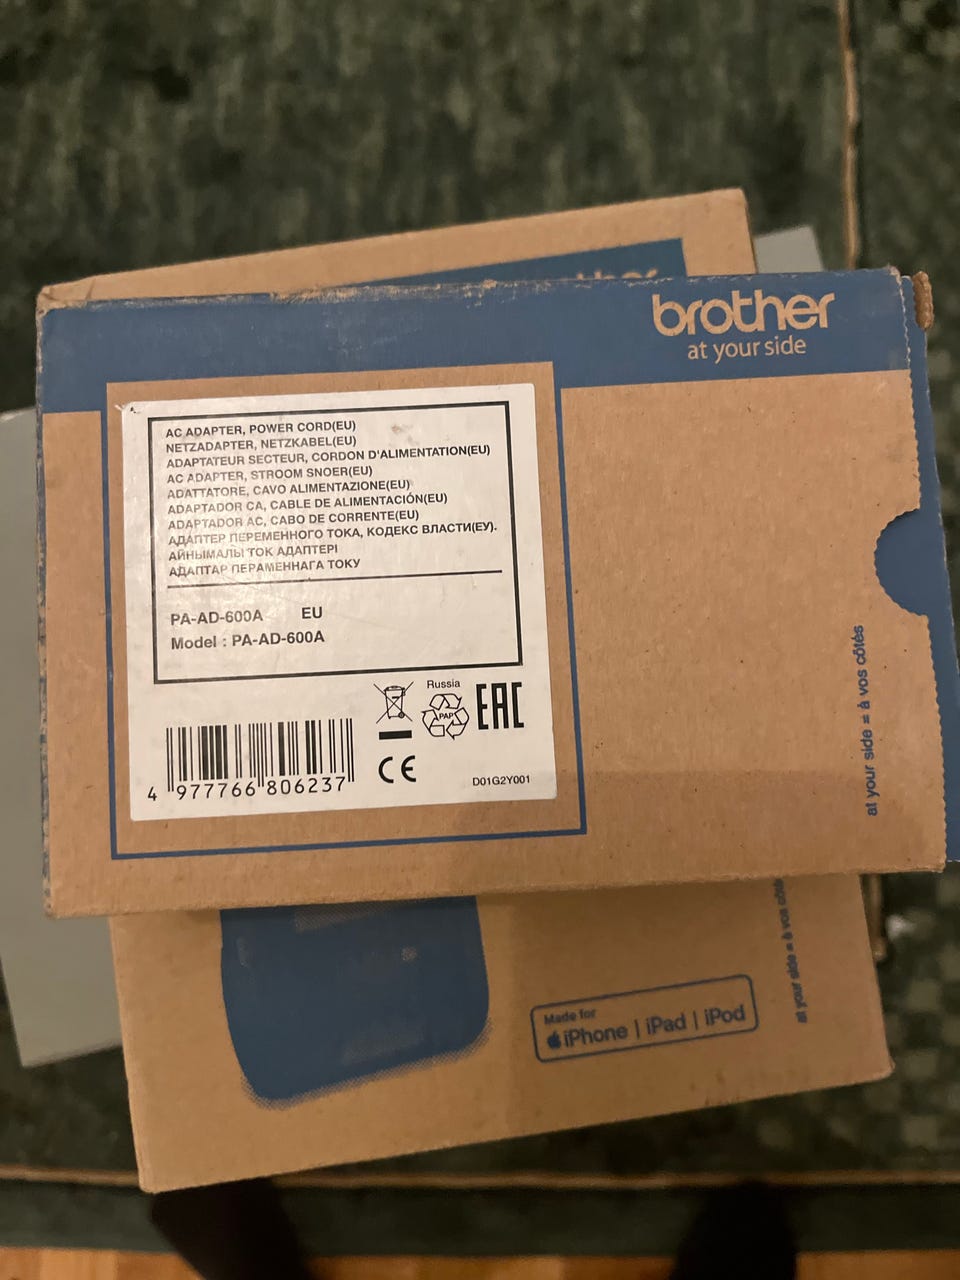 brother
brother
at your side
AC ADAPTER, POWER CORD(EU)
NETZADAPTER, NETZKABEL(EU)
ADAPTATEUR SECTEUR, CORDON D'ALIMENTATION(EU)
AC ADAPTER, STROOM SNOER(EU)
ADATTATORE, CAVO ALIMENTAZIONE(EU)
ADAPTADOR CA, CABLE DE ALIMENTACIÓN(EU)
ADAPTADOR AC, CABO DE CORRENTE(EU)
АДАПТЕР ПЕРЕМЕННОГО ТОКА, КОДЕКС ВЛАСТИ(ЕУ).
АЙНЫМАЛЫ ТОК АДАПТЕРІ
АДАПТАР ПЕРАМЕННАГА ТОКУ
PA-AD-600A EU
Model : PA-AD-600A
Russia
PAP
EAC
CE
4 977766 806237
D01G2Y001
at your side = à vos côtés
Made for
iPhone | iPad | iPod
at your side = à vos côtés